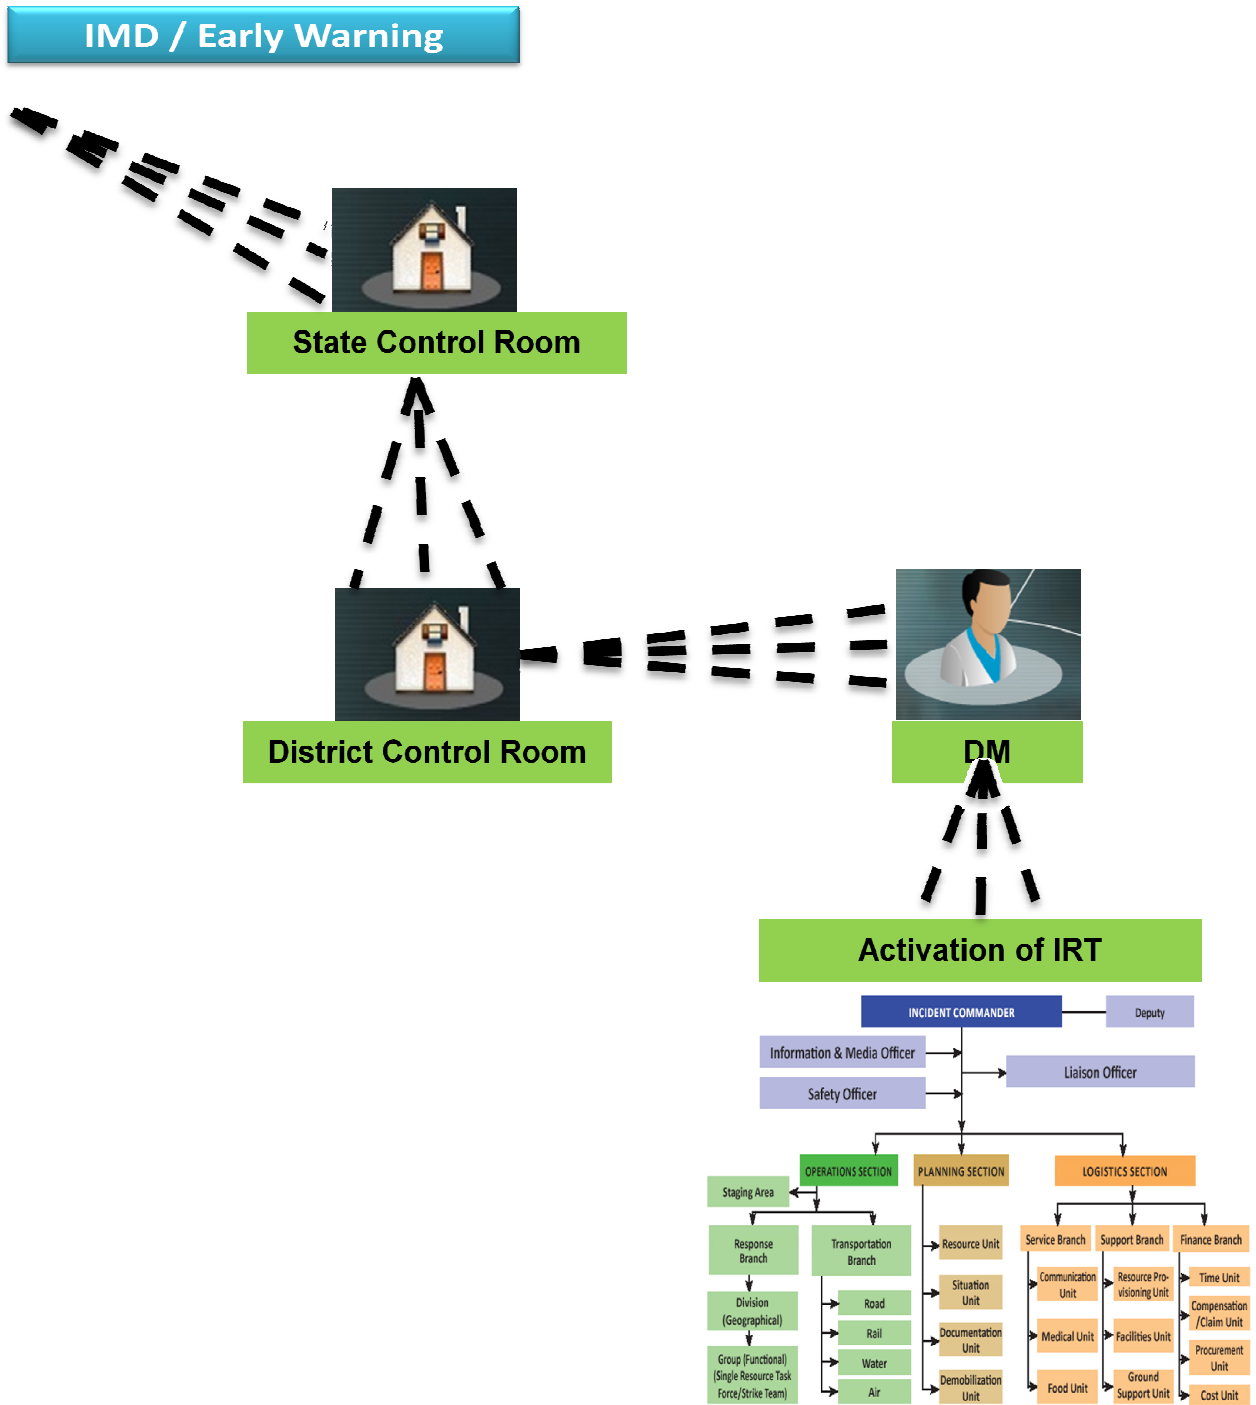 IMD / Early Warning
State Control Room
District Control Room
DM
Activation of IRT
INCIDENT COMMANDER
Deputy
Information & Media Officer
Liaison Officer
Safety Officer
OPERATIONS SECTION
PLANNING SECTION
LOGISTICS SECTION
Staging Area
Response
Branch
Transportation
Branch
Division
(Geographical)
Group (Functional)
(Single Resource Task
Force/Strike Team)
Road
Rail
Water
Air
Resource Unit
Situation
Unit
Documentation
Unit
Demobilization
Unit
Service Branch
Communication
Unit
Medical Unit
Food Unit
Support Branch
Resource Pro-
visioning Unit
Facilities Unit
Ground
Support Unit
Finance Branch
Time Unit
Compensation
/Claim Unit
Procurement
Unit
Cost Unit